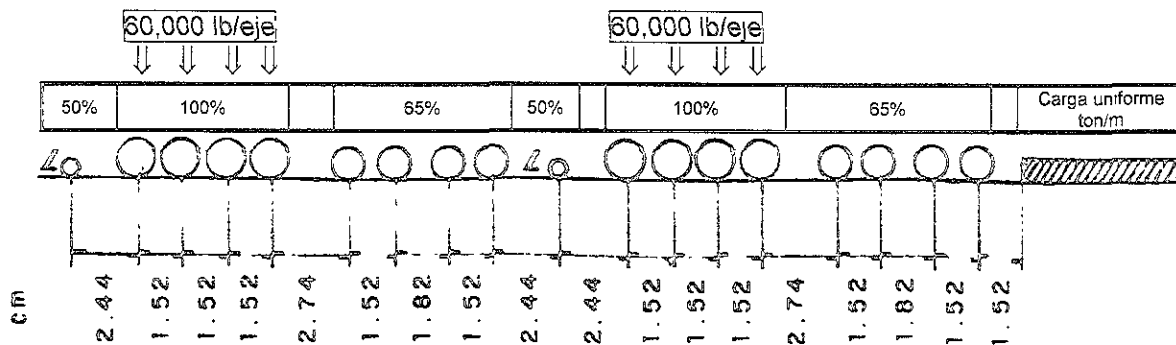 60,000 lb/eje 60,000 lb/eje
50% 100% 65% 50% 100% 65% Carga uniforme
ton/m
cm 2.44 1.52 1.52 1.52 2.74 1.52 1.82 1.52 2.44 2.44 1.52 1.52 1.52 2.74 1.52 1.82 1.52 1.52